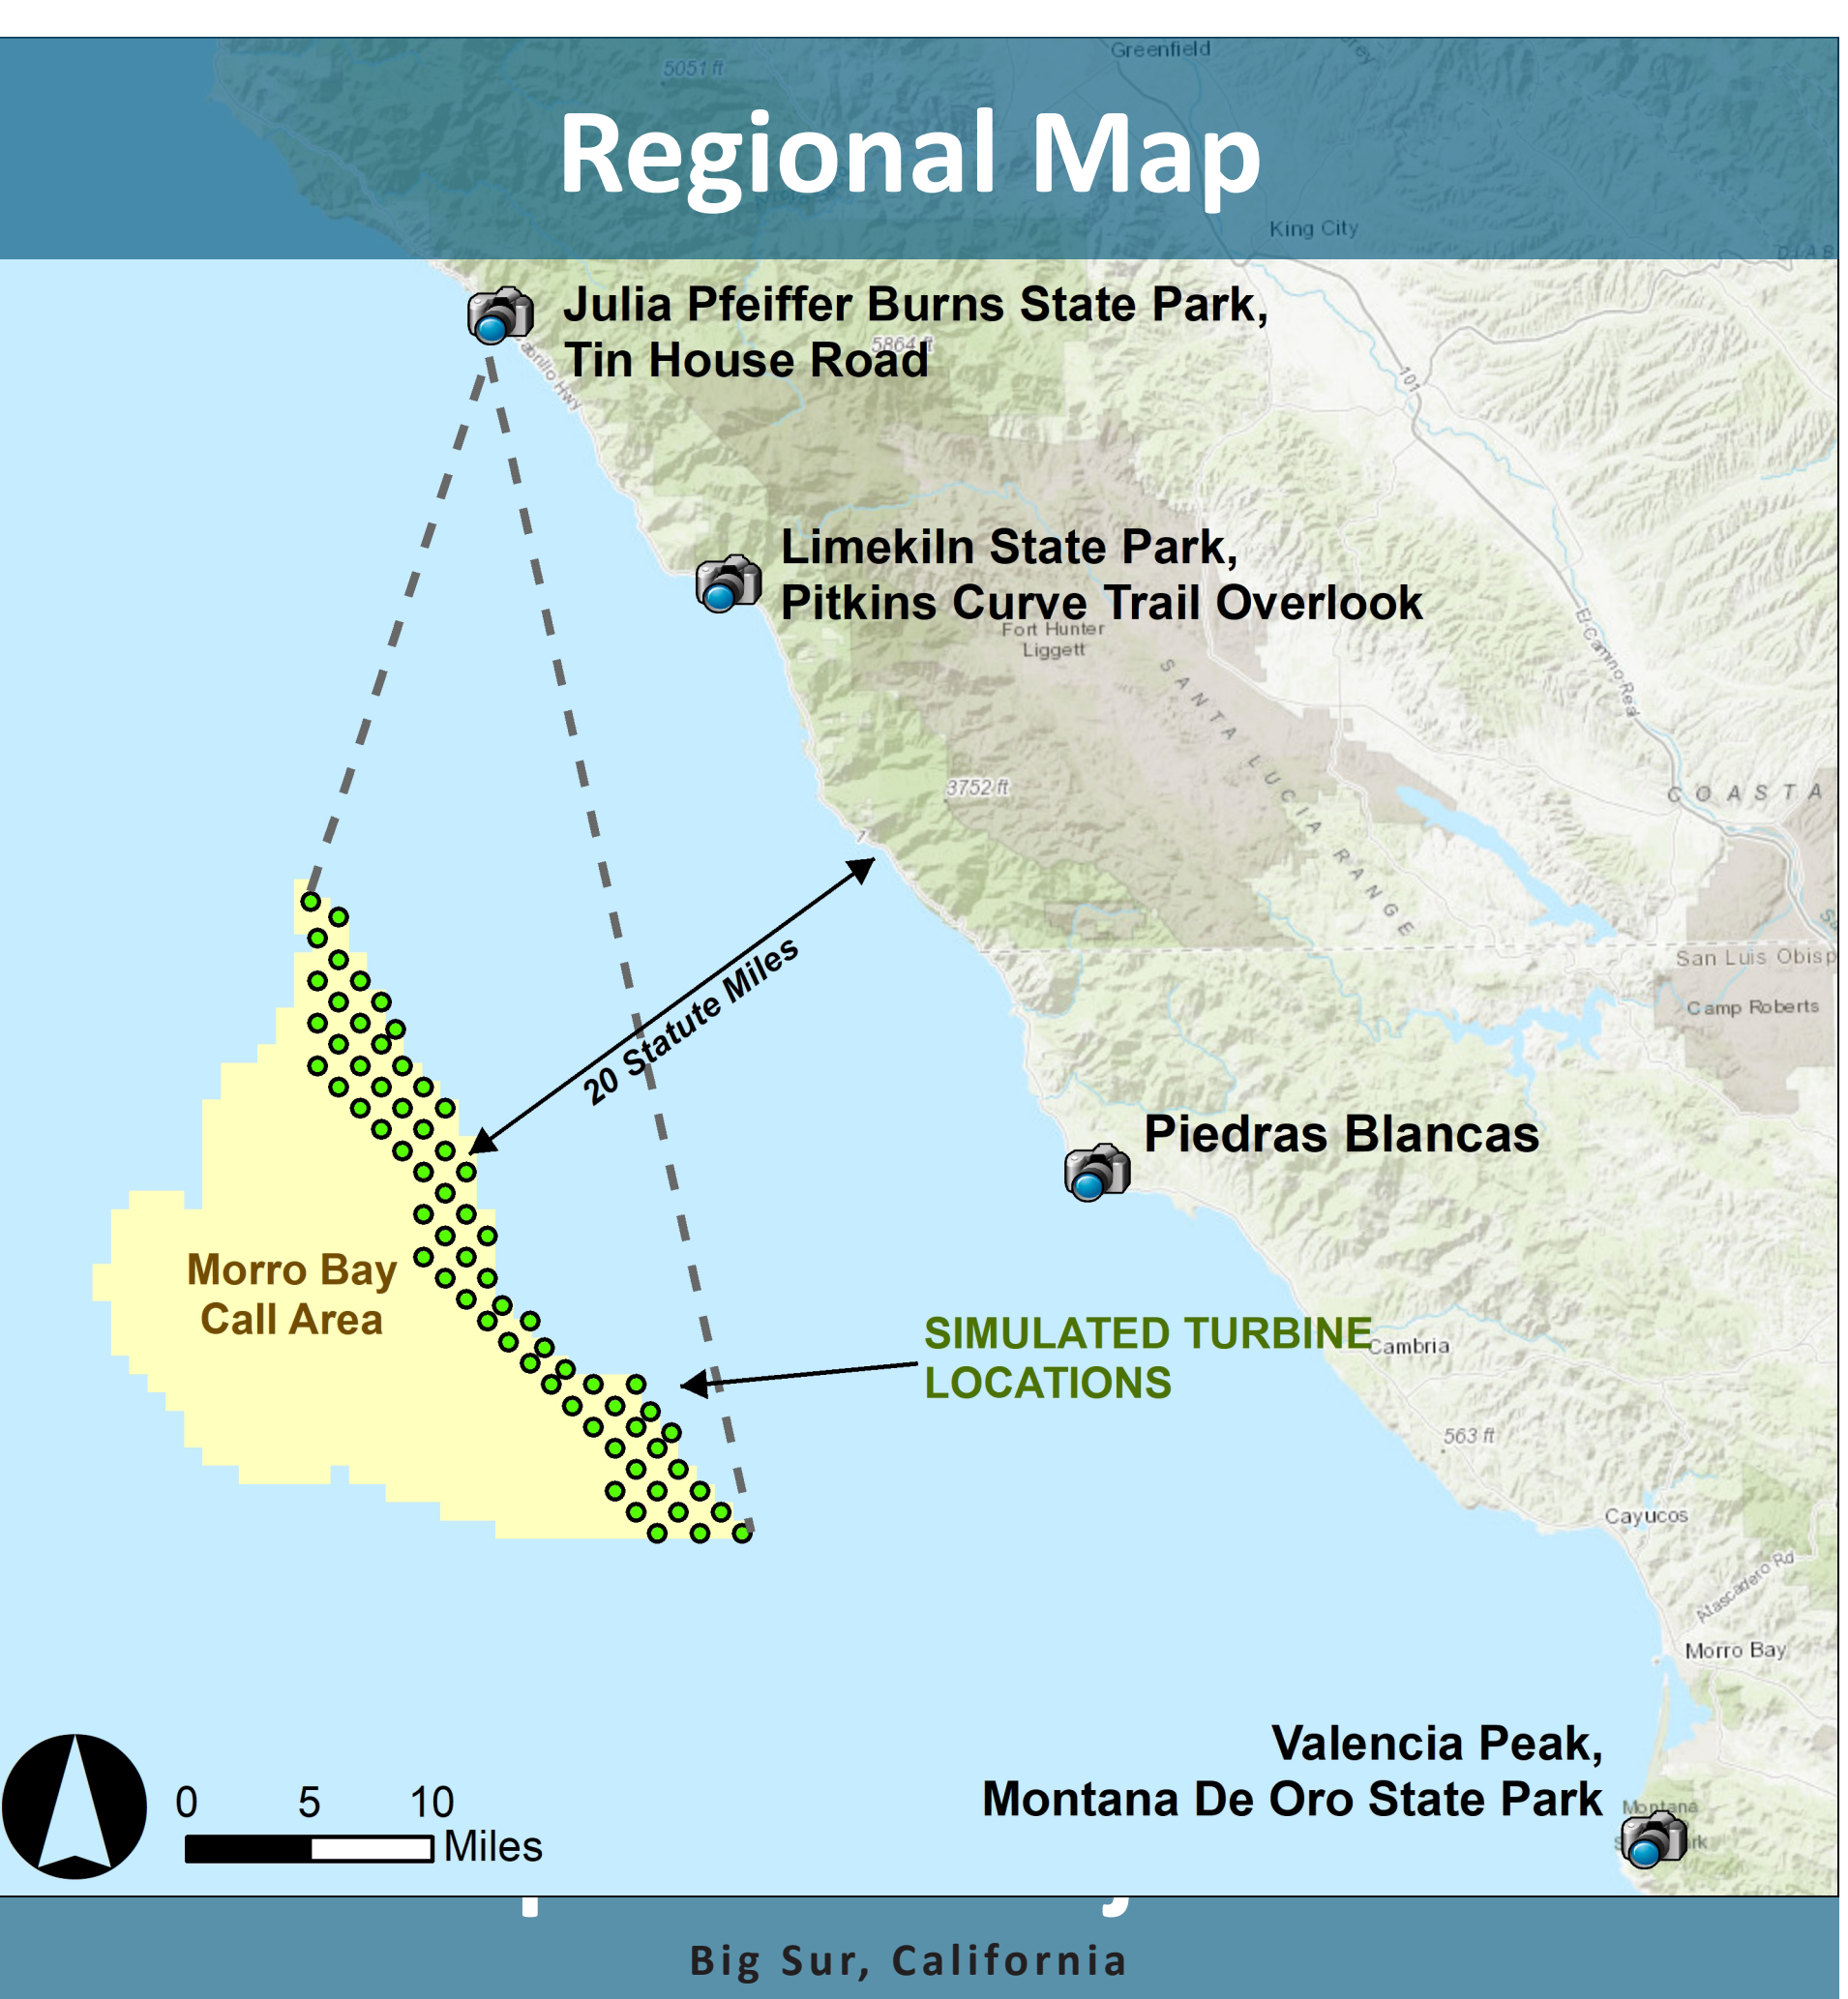 Greenfield
5051 ft
Regional Map
King City
Julia Pfeiffer Burns State Park,
5864 ft
Tin House Road
101
Limekiln State Park,
Pitkins Curve Trail Overlook
Fort Hunter
Liggett
El Camino Real
SANTA LUCIA RANGE
3752 ft
COASTA
1
20 Statute Miles
San Luis Obisp
Camp Roberts
Piedras Blancas
Morro Bay
Call Area
SIMULATED TURBINE
LOCATIONS
Cambria
563 ft
Cayucos
Atascadero Rd
Morro Bay
Valencia Peak,
Montana De Oro State Park
Montana
0 5 10
Miles
Big Sur, California